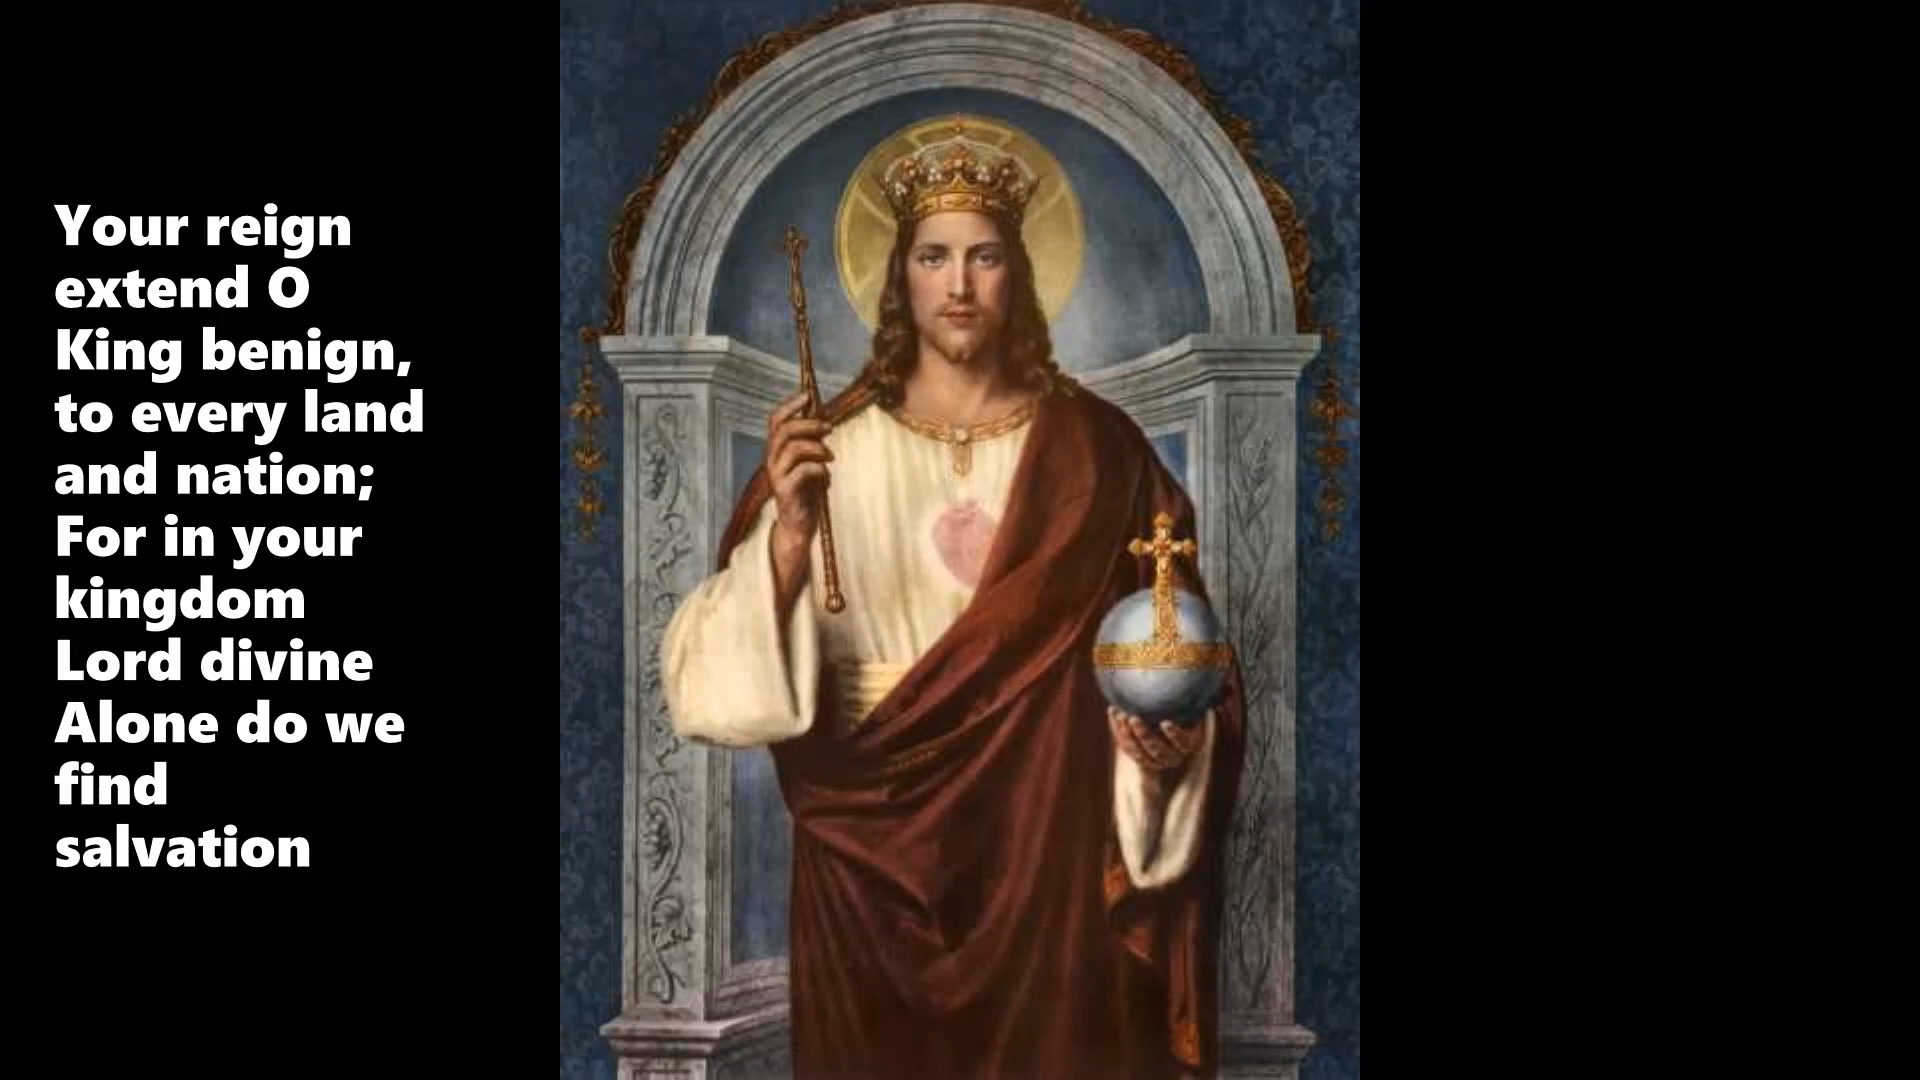 Your reign
extend O
King benign,
to every land
and nation;
For in your
kingdom
Lord divine
Alone do we
find
salvation